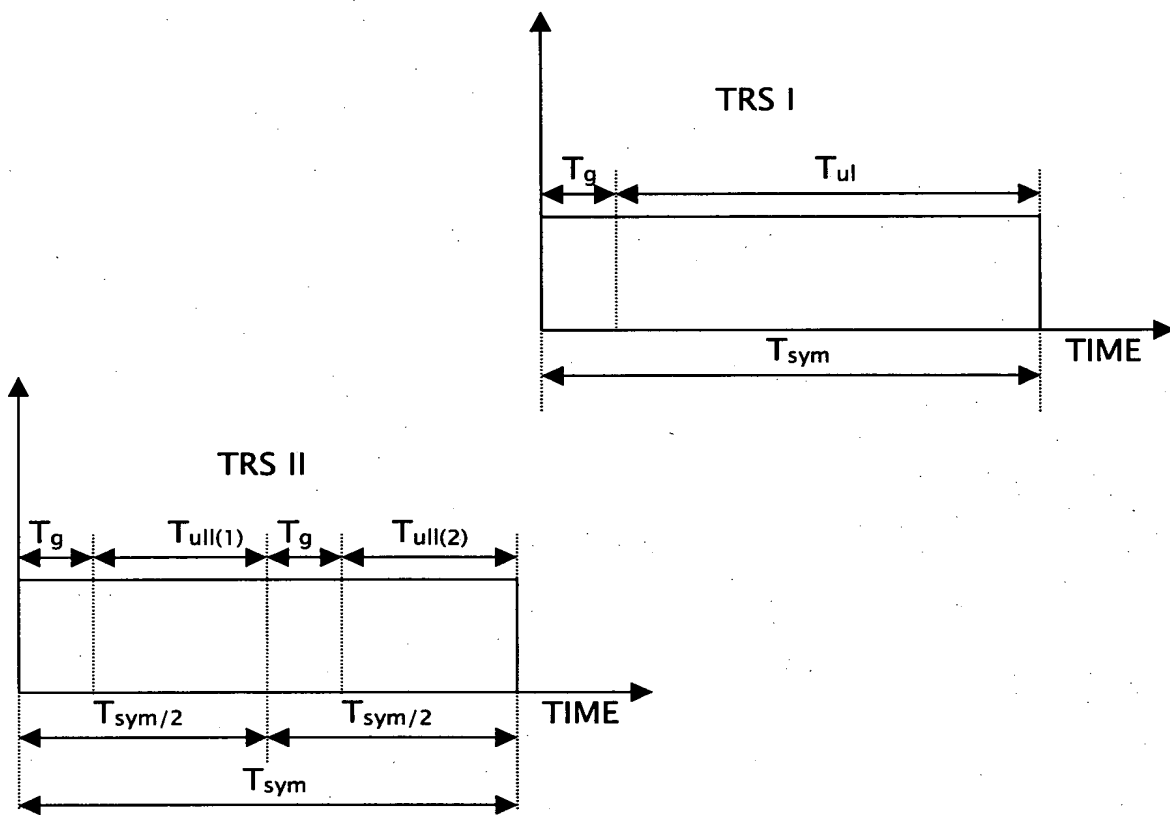 TRS I
Tg Tul
Tsym TIME
TRS II
Tg Tull(1) Tg Tull(2)
Tsym/2 Tsym/2 TIME
Tsym